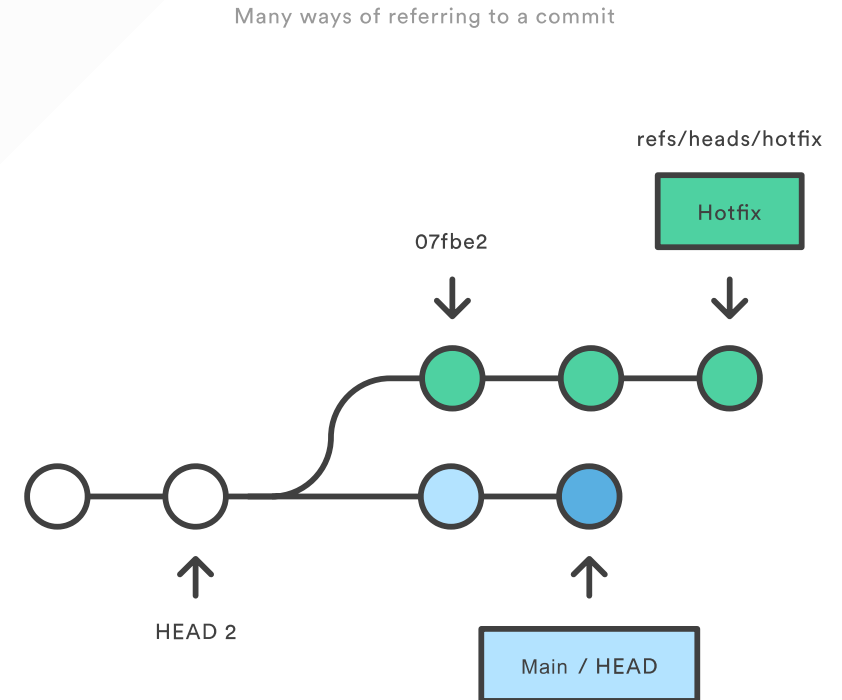 Many ways of referring to a commit
refs/heads/hotfix
Hotfix
07fbe2
HEAD 2
Main / HEAD